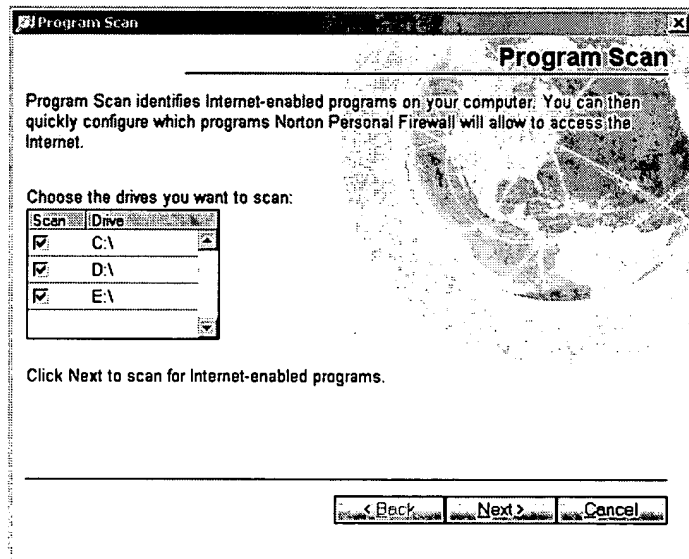 Program Scan
Program Scan
Program Scan identifies Internet-enabled programs on your computer. You can then
quickly configure which programs Norton Personal Firewall will allow to access the
Internet.
Choose the drives you want to scan:
Scan Drive
C:\
D:\
E:\
Click Next to scan for Internet-enabled programs.
< Back Next > Cancel